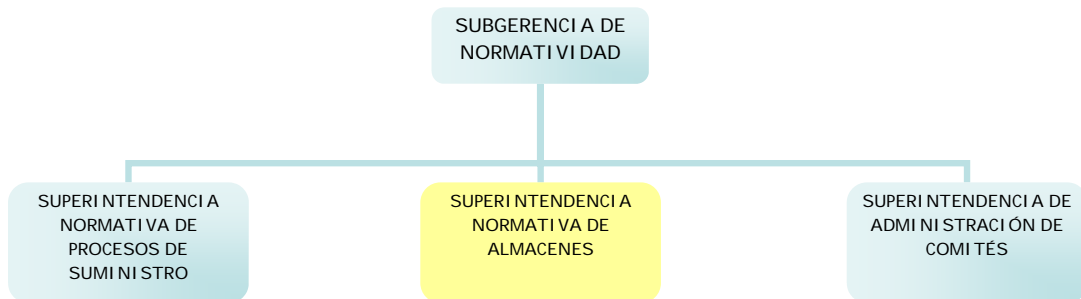 SUBGERENCIA DE
NORMATIVIDAD
SUPERINTENDENCIA
NORMATIVA DE
PROCESOS DE
SUMINISTRO
SUPERINTENDENCIA
NORMATIVA DE
ALMACENES
SUPERINTENDENCIA DE
ADMINISTRACIÓN DE
COMITÉS